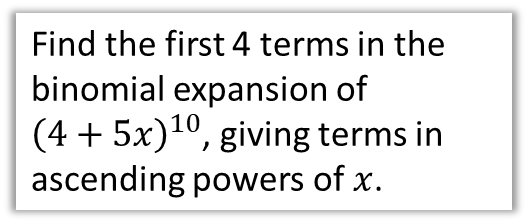 Find the first 4 terms in the
binomial expansion of
(4 + 5𝑥)¹⁰, giving terms in
ascending powers of 𝑥.